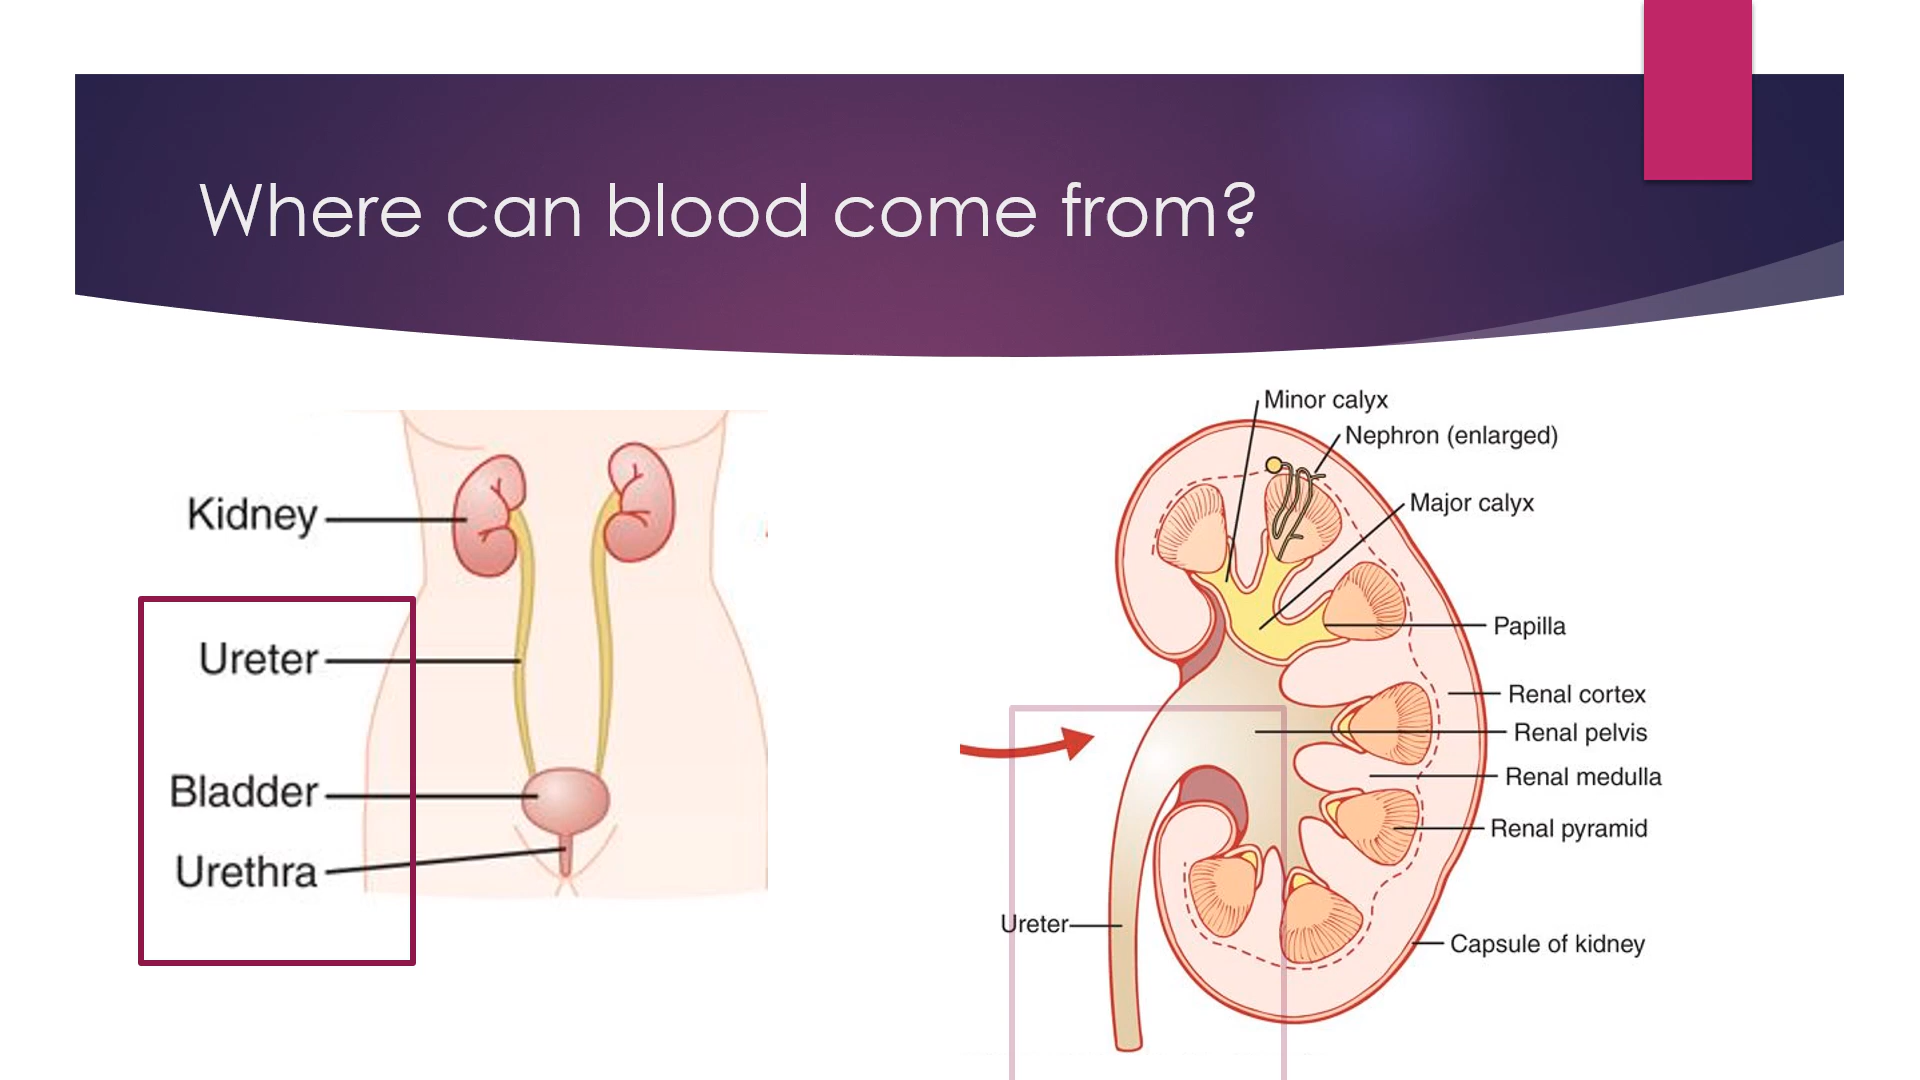 Where can blood come from?
Kidney
Ureter
Bladder
Urethra
Minor calyx
Nephron (enlarged)
Major calyx
Papilla
Renal cortex
Renal pelvis
Renal medulla
Renal pyramid
Ureter
Capsule of kidney